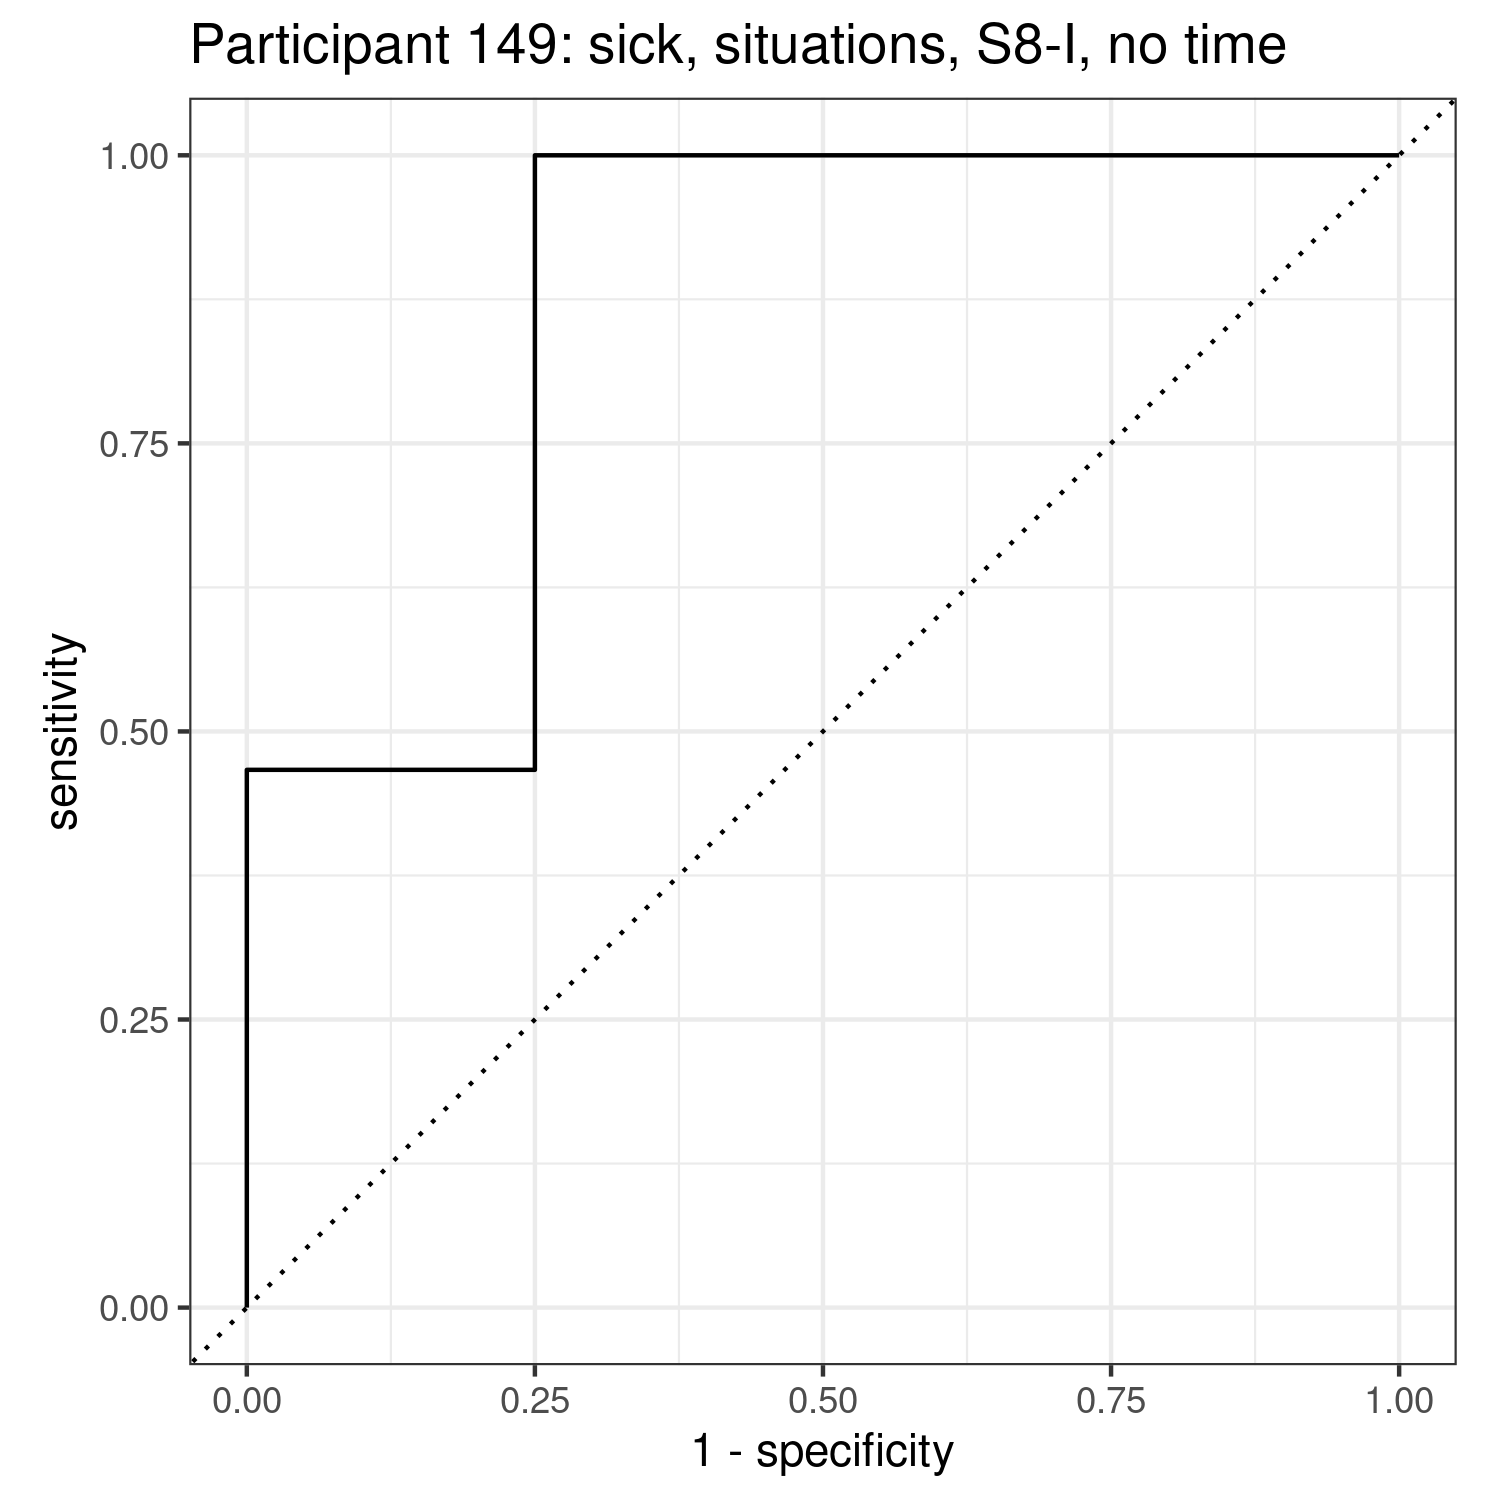 Participant 149: sick, situations, S8-I, no time
sensitivity
1.00
0.75
0.50
0.25
0.00
0.00 0.25 0.50 0.75 1.00
1 - specificity